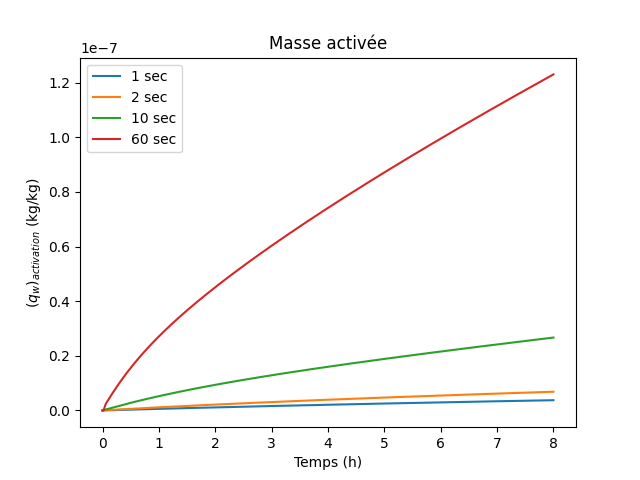 Masse activée
1e−7
1 sec
2 sec
10 sec
60 sec
1.2
1.0
0.8
0.6
0.4
0.2
0.0
(q_w)_activation (kg/kg)
0 1 2 3 4 5 6 7 8
Temps (h)